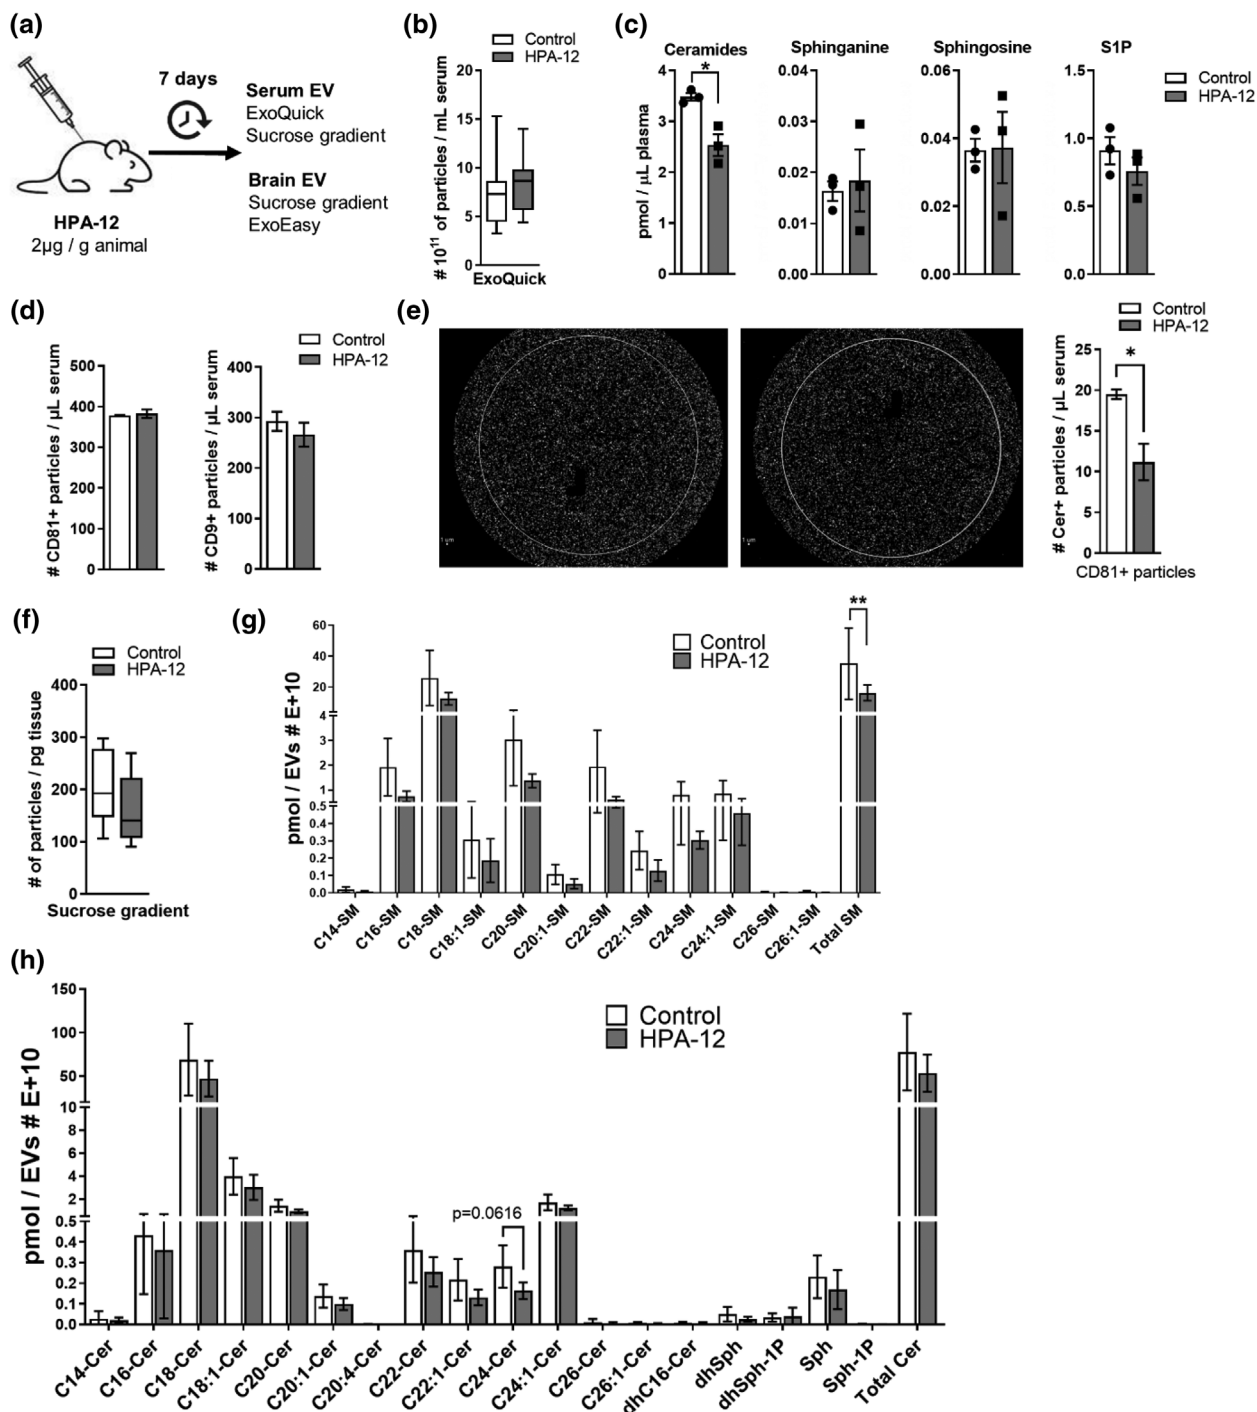 (a)
7 days
Serum EV
ExoQuick
Sucrose gradient
Brain EV
Sucrose gradient
ExoEasy
HPA-12
2µg / g animal
(b)
Control
HPA-12
# 10¹¹ of particles / mL serum
20
15
10
5
0
ExoQuick
(c)
Ceramides
Sphinganine
Sphingosine
S1P
Control
HPA-12
pmol / µL plasma
4
3
2
1
0
*
0.04
0.03
0.02
0.01
0.00
0.06
0.04
0.02
0.00
1.5
1.0
0.5
0.0
(d)
Control
HPA-12
# CD81+ particles / µL serum
500
400
300
200
100
0
# CD9+ particles / µL serum
400
300
200
100
0
(e)
1 µm
1 µm
Control
HPA-12
# Cer+ particles / µL serum
25
20
15
10
5
0
*
CD81+ particles
(f)
Control
HPA-12
# of particles / pg tissue
400
300
200
100
0
Sucrose gradient
(g)
Control
HPA-12
**
pmol / EVs # E+10
60
40
20
4
3
2
1
0.5
0.3
0.2
0.1
0.0
C14-SM
C16-SM
C18-SM
C18:1-SM
C20-SM
C20:1-SM
C22-SM
C22:1-SM
C24-SM
C24:1-SM
C26-SM
C26:1-SM
Total SM
(h)
Control
HPA-12
pmol / EVs # E+10
150
100
50
10
8
6
4
2
0.5
0.4
0.3
0.2
0.1
0.0
p=0.0616
C14-Cer
C16-Cer
C18-Cer
C18:1-Cer
C20-Cer
C20:1-Cer
C20:4-Cer
C22-Cer
C22:1-Cer
C24-Cer
C24:1-Cer
C26-Cer
C26:1-Cer
dhC16-Cer
dhSph
dhSph-1P
Sph
Sph-1P
Total Cer